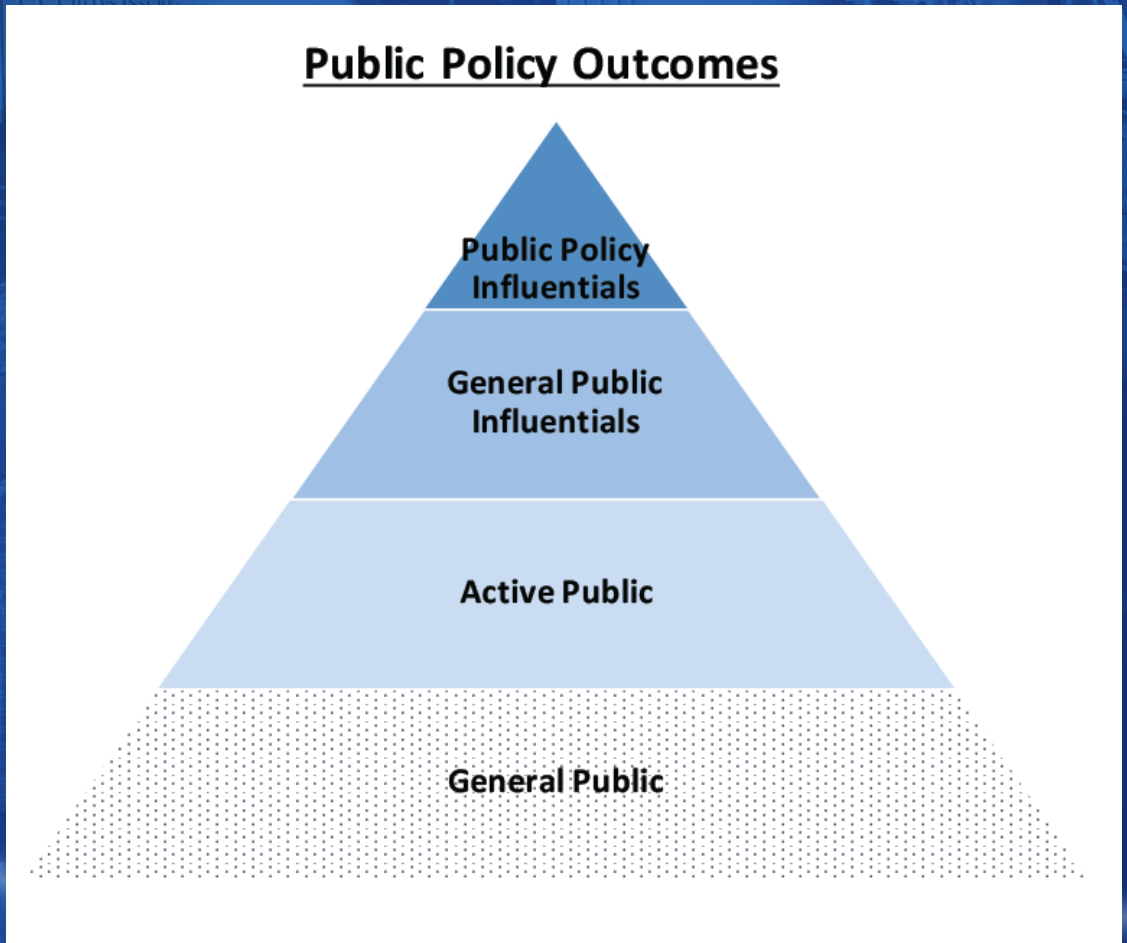 Public Policy Outcomes
Public Policy
Influentials
General Public
Influentials
Active Public
General Public